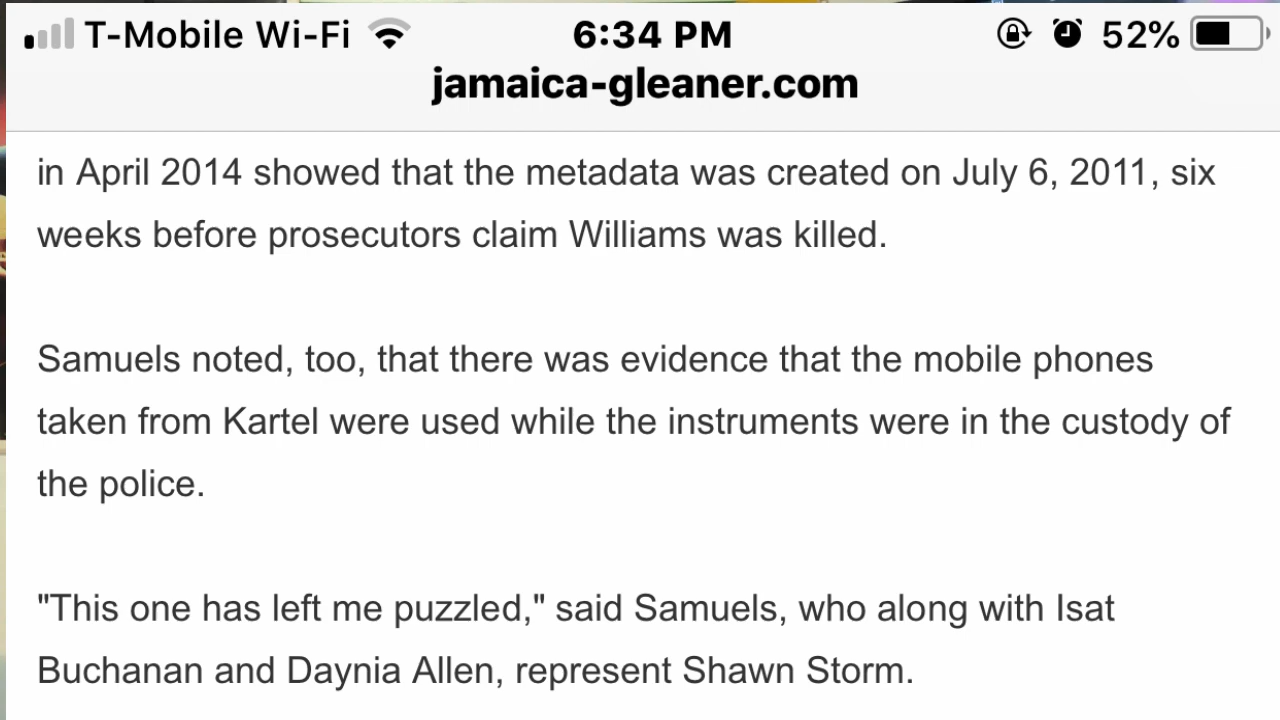 T-Mobile Wi-Fi 6:34 PM 52%
jamaica-gleaner.com
in April 2014 showed that the metadata was created on July 6, 2011, six
weeks before prosecutors claim Williams was killed.
Samuels noted, too, that there was evidence that the mobile phones
taken from Kartel were used while the instruments were in the custody of
the police.
"This one has left me puzzled," said Samuels, who along with Isat
Buchanan and Daynia Allen, represent Shawn Storm.